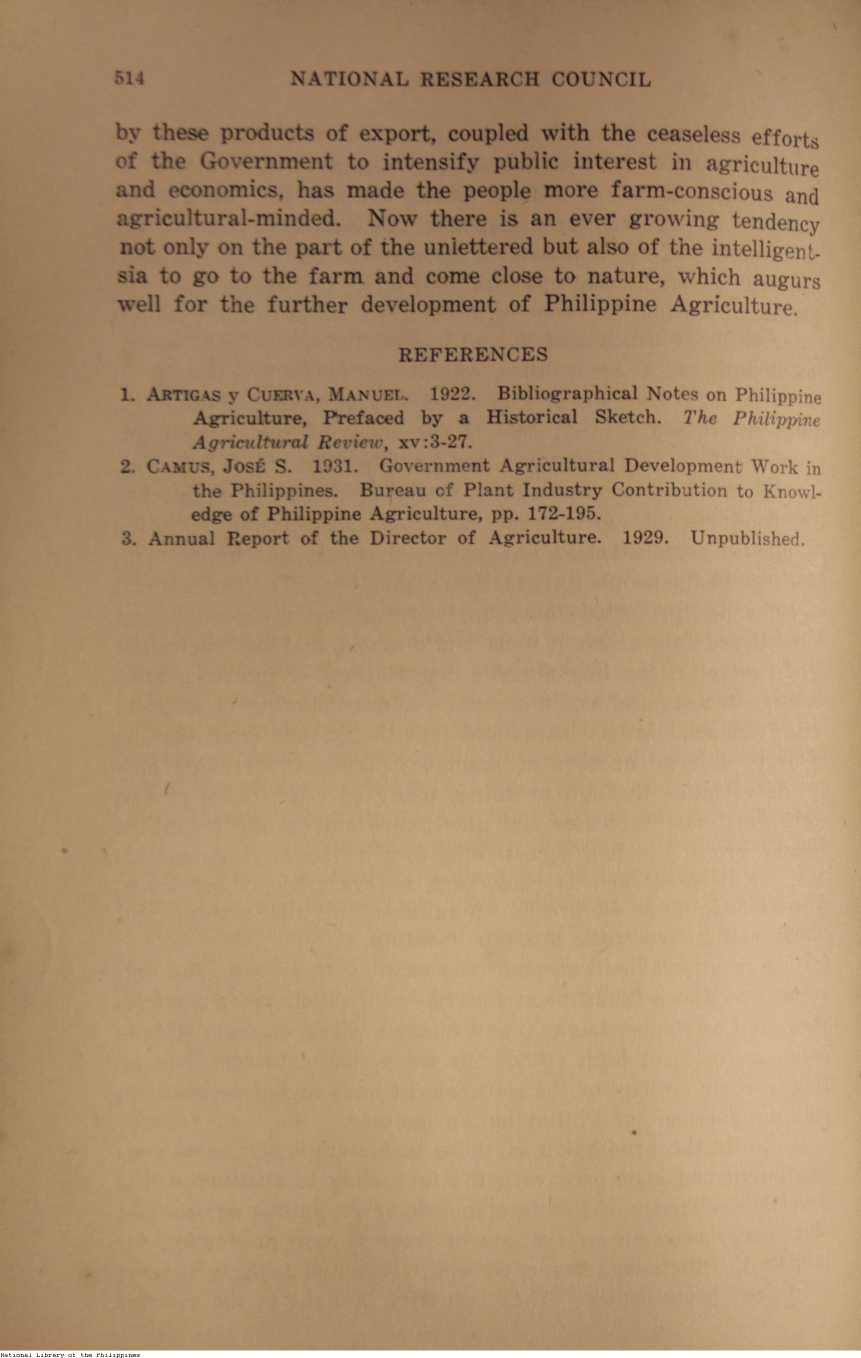 514 NATIONAL RESEARCH COUNCIL
by these products of export, coupled with the ceaseless efforts
of the Government to intensify public interest in agriculture
and economics, has made the people more farm-conscious and
agricultural-minded. Now there is an ever growing tendency
not only on the part of the unlettered but also of the intelligent-
sia to go to the farm and come close to nature, which augurs
well for the further development of Philippine Agriculture.
REFERENCES
1. ARTIGAS y CUERVA, MANUEL. 1922. Bibliographical Notes on Philippine
Agriculture, Prefaced by a Historical Sketch. The Philippine
Agricultural Review, xv:3-27.
2. CAMUS, JOSÉ S. 1931. Government Agricultural Development Work in
the Philippines. Bureau of Plant Industry Contribution to Knowl-
edge of Philippine Agriculture, pp. 172-195.
3. Annual Report of the Director of Agriculture. 1929. Unpublished.
National Library of the Philippines